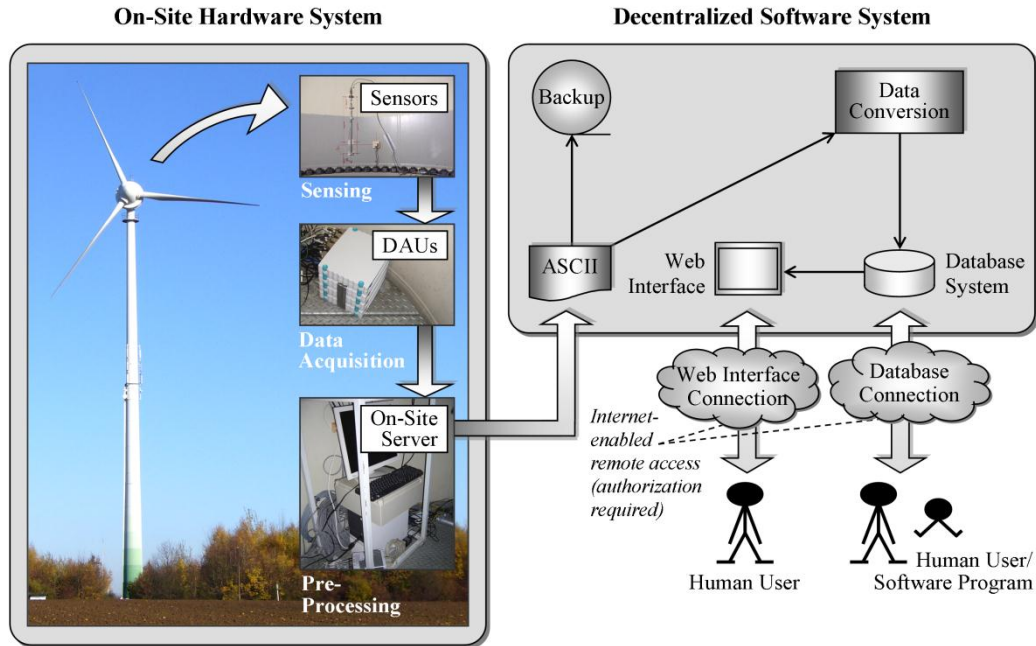 On-Site Hardware System
Sensors
Sensing
DAUs
Data
Acquisition
On-Site
Server
Pre-
Processing
Decentralized Software System
Backup
Data
Conversion
ASCII
Web
Interface
Database
System
Web Interface
Connection
Database
Connection
Internet-
enabled
remote access
(authorization
required)
Human User
Human User/
Software Program